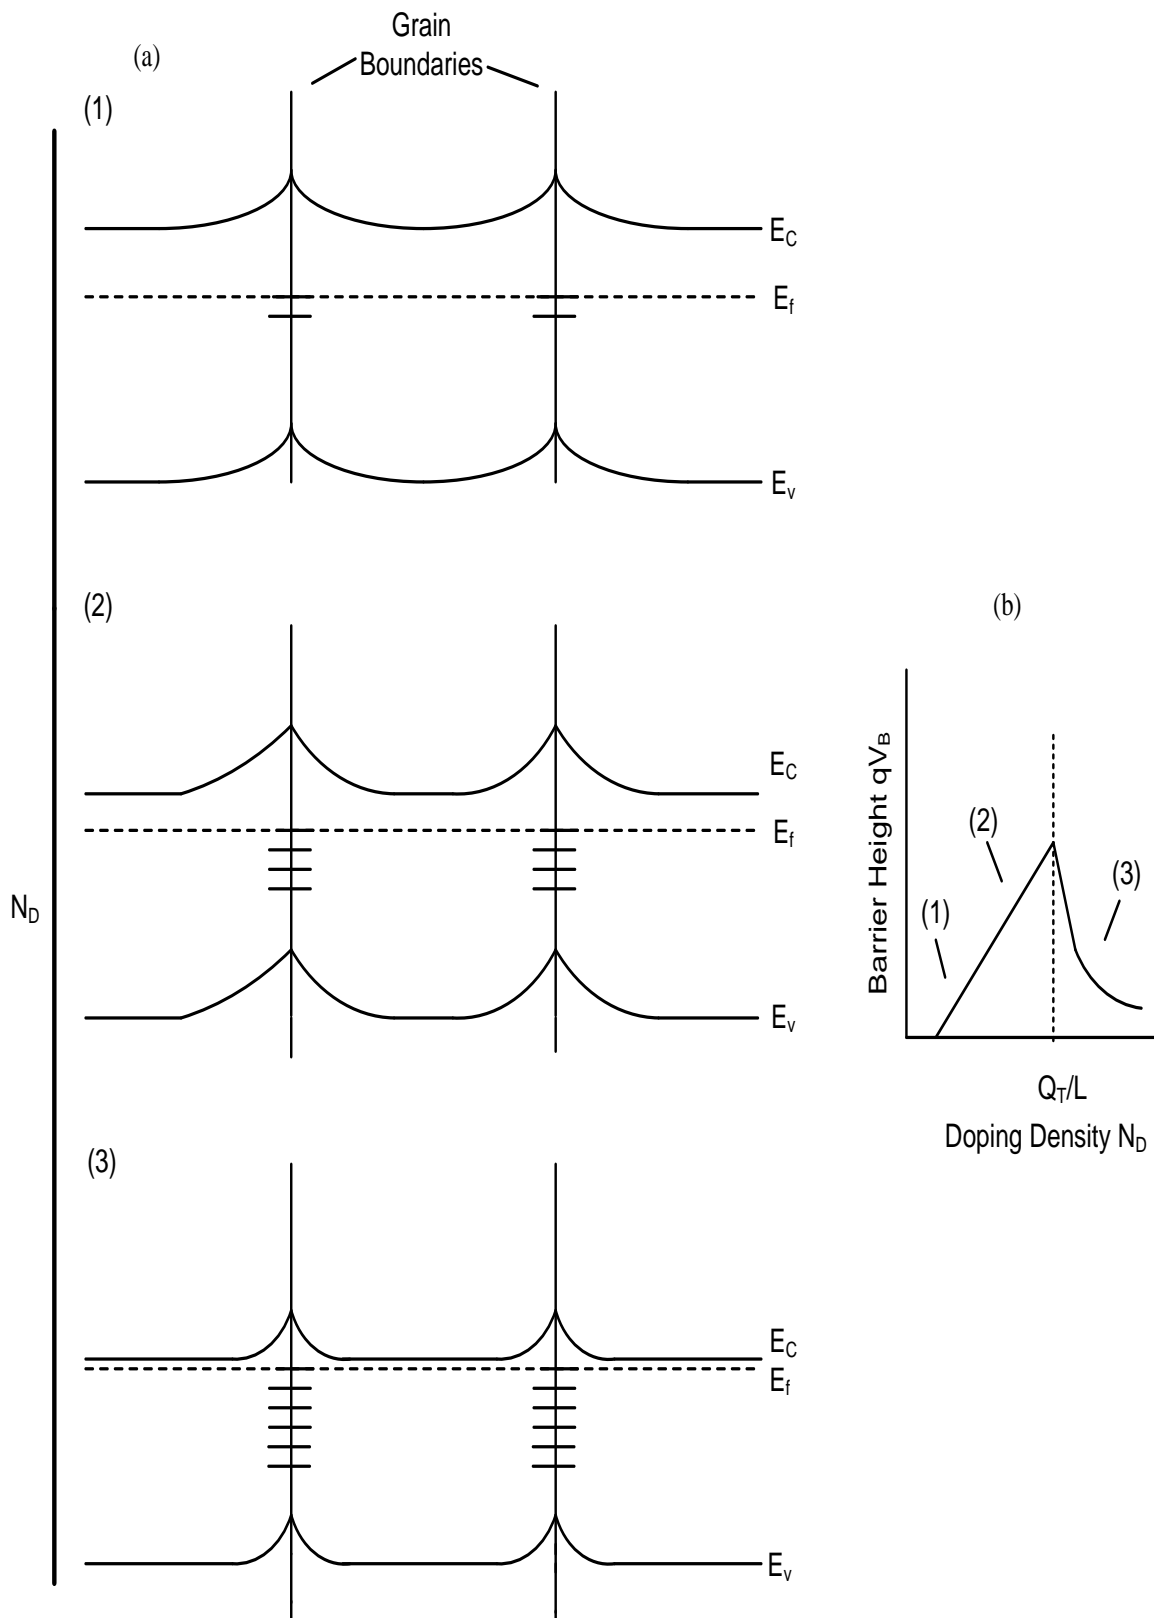 Grain
Boundaries
(a)
(1)
E_C
E_f
E_v
(2)
E_C
E_f
E_v
N_D
(3)
E_C
E_f
E_v
(b)
Barrier Height qV_B
(1)
(2)
(3)
Q_T/L
Doping Density N_D